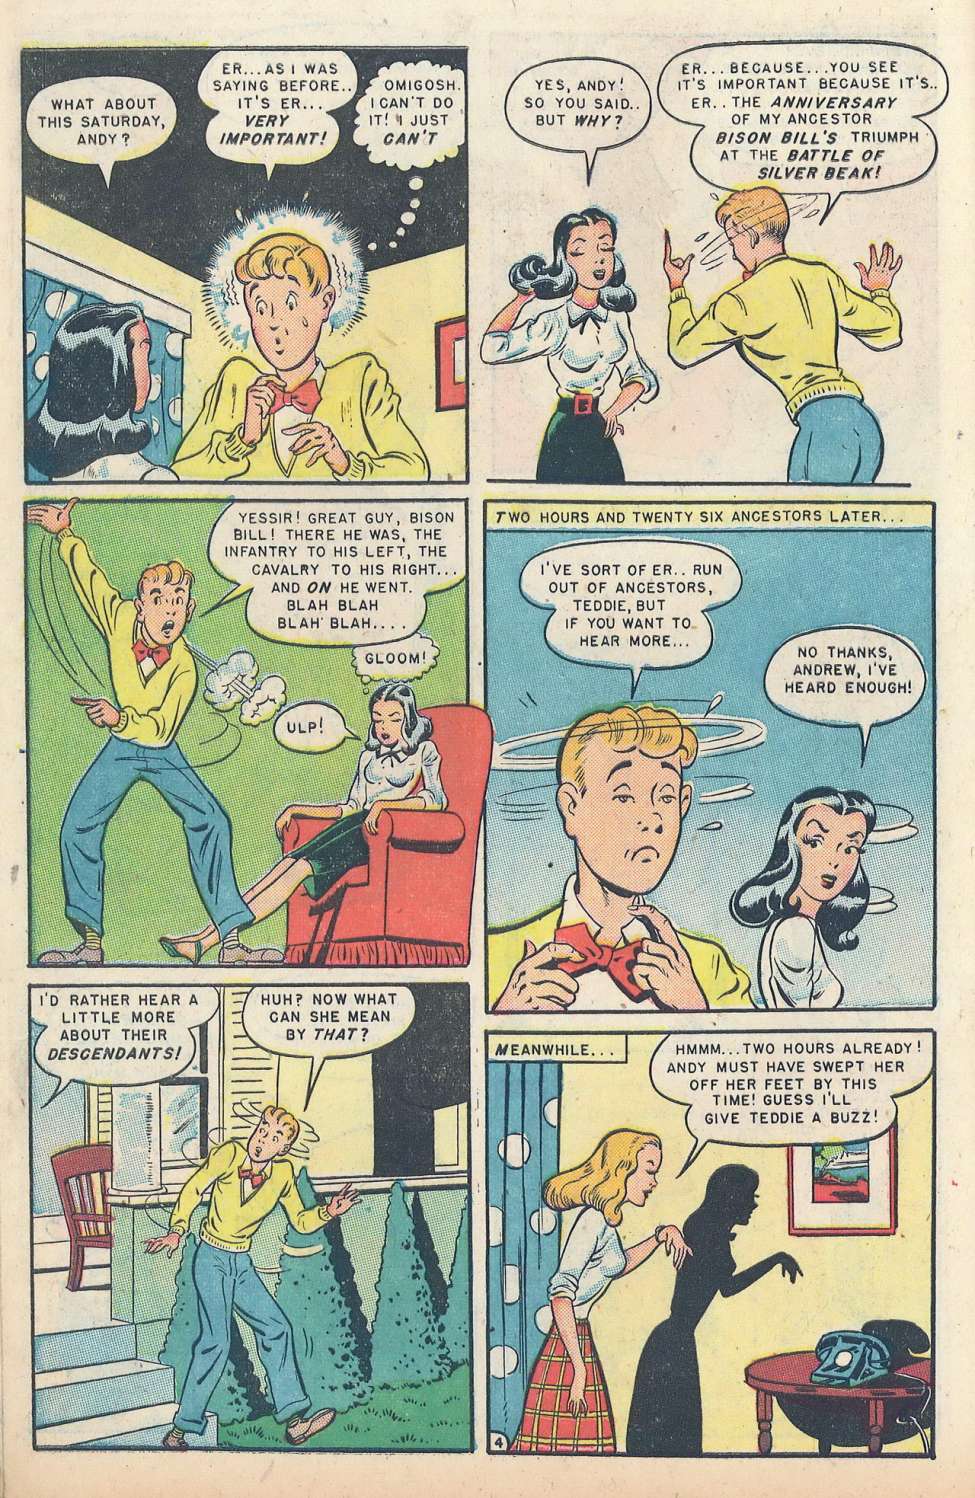 WHAT ABOUT
THIS SATURDAY,
ANDY?
ER...AS I WAS
SAYING BEFORE..
IT'S ER...
VERY
IMPORTANT!
OMIGOSH.
I CAN'T DO
IT! I JUST
CAN'T
YES, ANDY!
SO YOU SAID..
BUT WHY?
ER... BECAUSE...YOU SEE
IT'S IMPORTANT BECAUSE IT'S..
ER.. THE ANNIVERSARY
OF MY ANCESTOR
BISON BILL'S TRIUMPH
AT THE BATTLE OF
SILVER BEAK!
YESSIR! GREAT GUY, BISON
BILL! THERE HE WAS, THE
INFANTRY TO HIS LEFT, THE
CAVALRY TO HIS RIGHT...
AND ON HE WENT.
BLAH BLAH
BLAH BLAH....
GLOOM!
ULP!
TWO HOURS AND TWENTY SIX ANCESTORS LATER...
I'VE SORT OF ER.. RUN
OUT OF ANCESTORS,
TEDDIE, BUT
IF YOU WANT TO
HEAR MORE...
NO THANKS,
ANDREW, I'VE
HEARD ENOUGH!
I'D RATHER HEAR A
LITTLE MORE
ABOUT THEIR
DESCENDANTS!
HUH? NOW WHAT
CAN SHE MEAN
BY THAT?
MEANWHILE...
HMMM...TWO HOURS ALREADY!
ANDY MUST HAVE SWEPT HER
OFF HER FEET BY THIS
TIME! GUESS I'LL
GIVE TEDDIE A BUZZ!
4